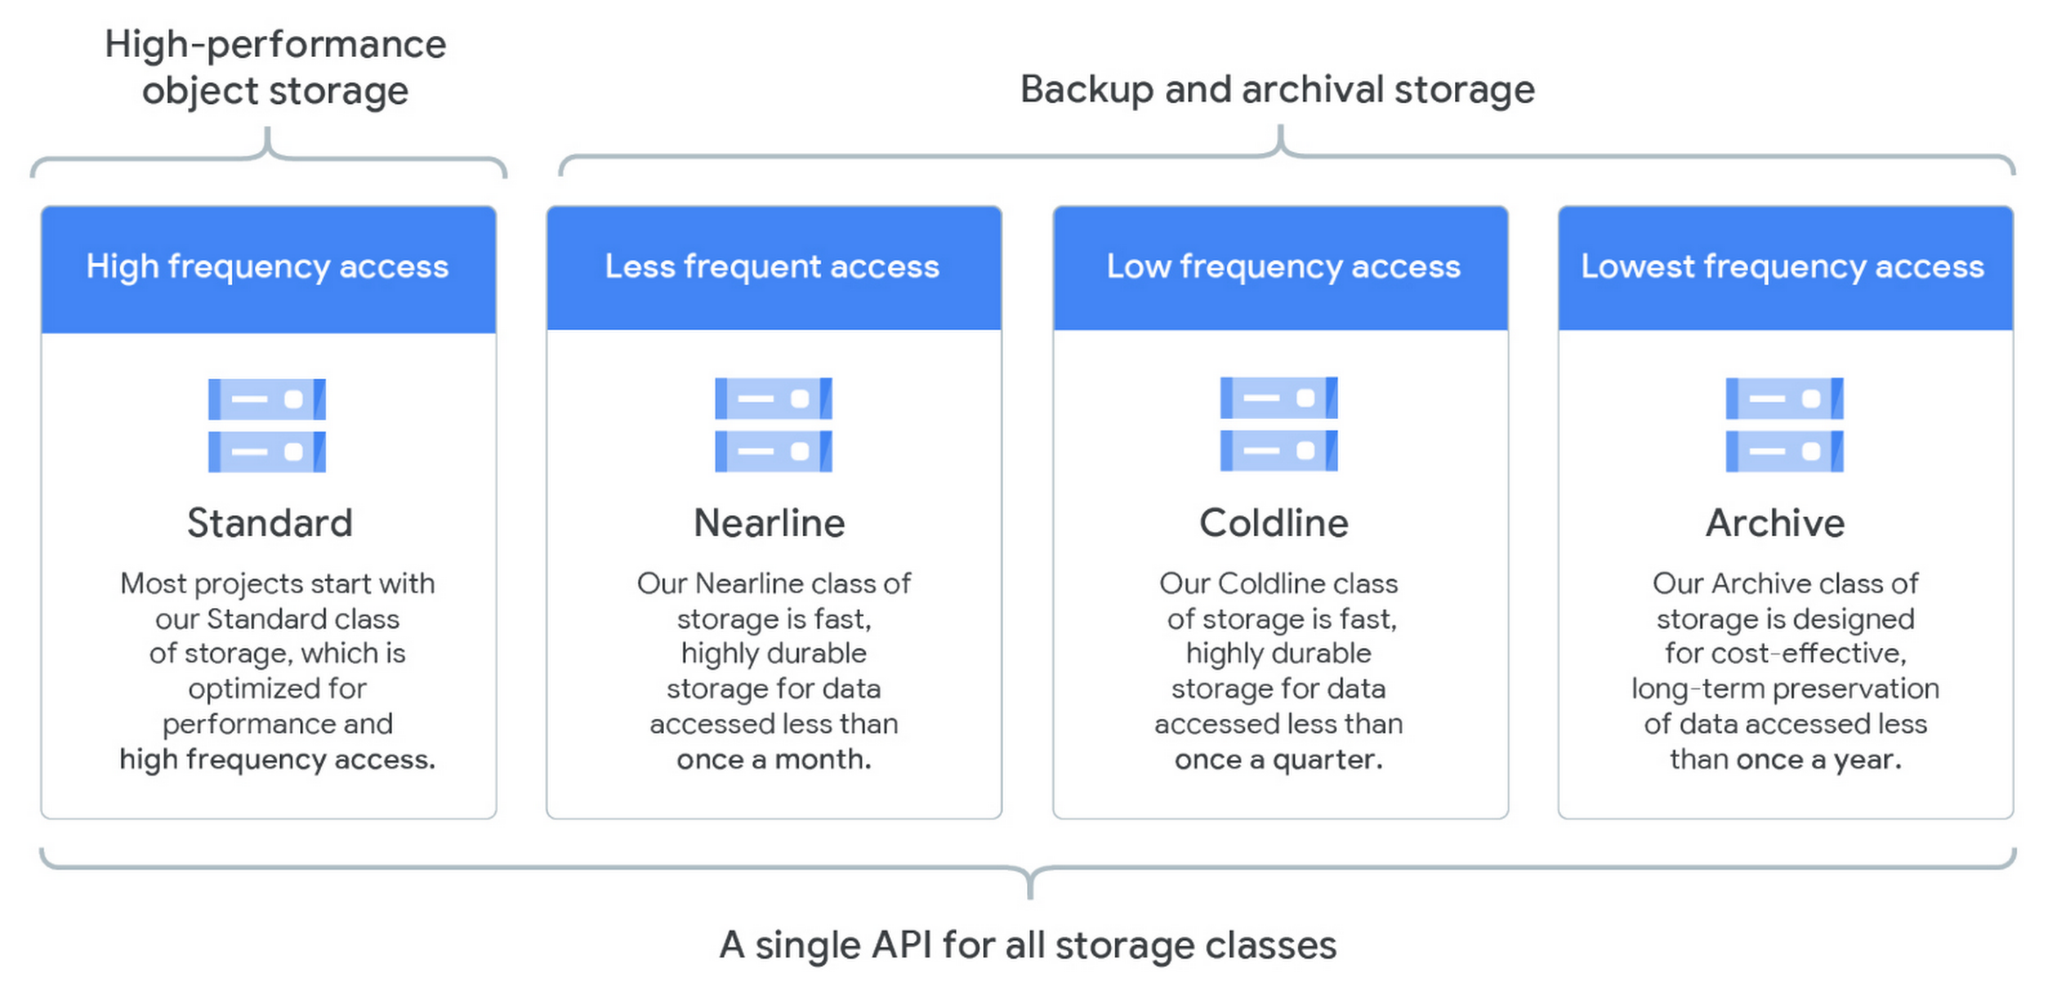 High-performance
object storage
Backup and archival storage
High frequency access
Standard
Most projects start with
our Standard class
of storage, which is
optimized for
performance and
high frequency access.
Less frequent access
Nearline
Our Nearline class of
storage is fast,
highly durable
storage for data
accessed less than
once a month.
Low frequency access
Coldline
Our Coldline class
of storage is fast,
highly durable
storage for data
accessed less than
once a quarter.
Lowest frequency access
Archive
Our Archive class of
storage is designed
for cost-effective,
long-term preservation
of data accessed less
than once a year.
A single API for all storage classes